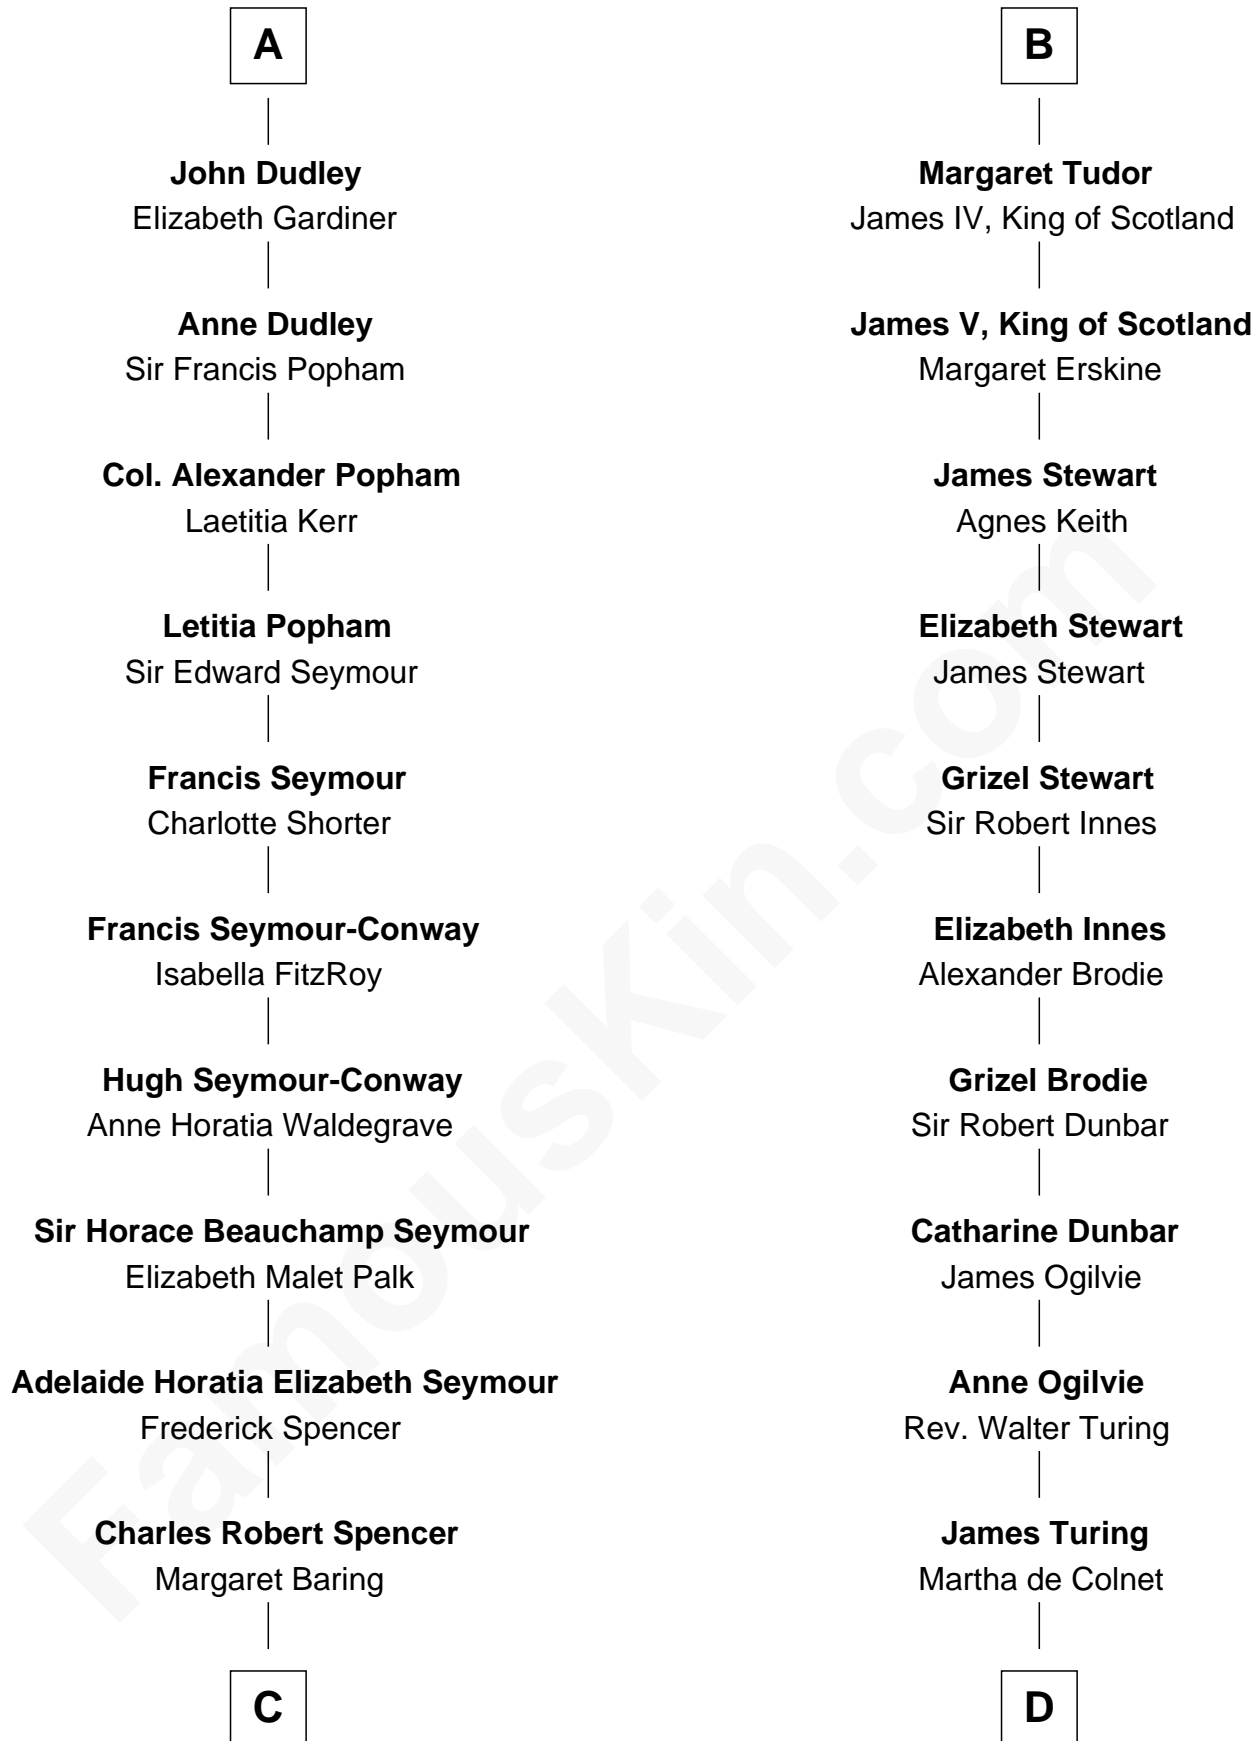 A
John Dudley
Elizabeth Gardiner
Anne Dudley
Sir Francis Popham
Col. Alexander Popham
Laetitia Kerr
Letitia Popham
Sir Edward Seymour
Francis Seymour
Charlotte Shorter
Francis Seymour-Conway
Isabella FitzRoy
Hugh Seymour-Conway
Anne Horatia Waldegrave
Sir Horace Beauchamp Seymour
Elizabeth Malet Palk
Adelaide Horatia Elizabeth Seymour
Frederick Spencer
Charles Robert Spencer
Margaret Baring
C
B
Margaret Tudor
James IV, King of Scotland
James V, King of Scotland
Margaret Erskine
James Stewart
Agnes Keith
Elizabeth Stewart
James Stewart
Grizel Stewart
Sir Robert Innes
Elizabeth Innes
Alexander Brodie
Grizel Brodie
Sir Robert Dunbar
Catharine Dunbar
James Ogilvie
Anne Ogilvie
Rev. Walter Turing
James Turing
Martha de Colnet
D
FamousKin.com